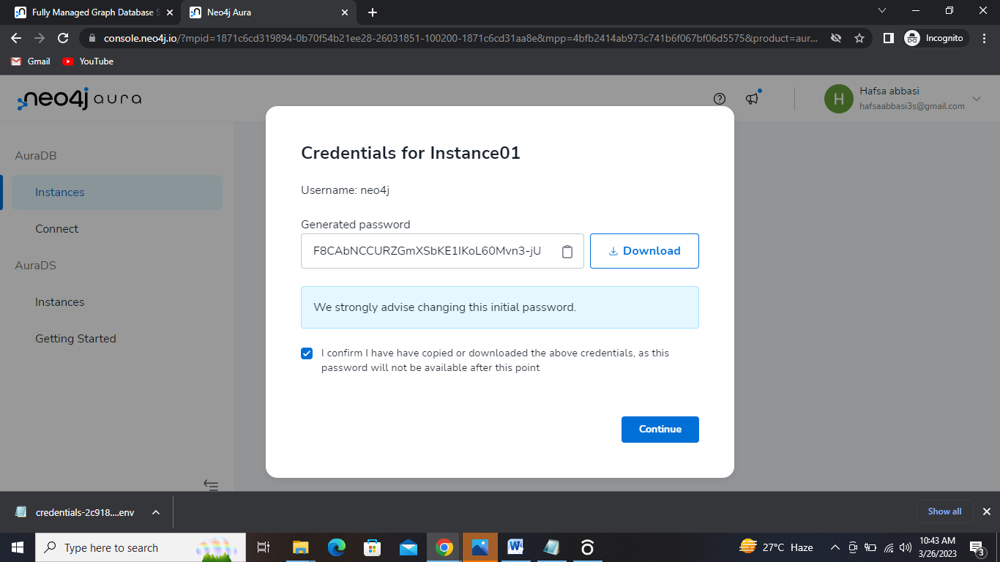 Fully Managed Graph Database S
Neo4j Aura
console.neo4j.io/?mpid=1871c6cd319894-0b70f54b21ee28-26031851-100200-1871c6cd31aa8e&mpp=4bfb2414ab973c741b6f067bf06d5575&product=aur...
Incognito
Gmail
YouTube
neo4j aura
H
Hafsa abbasi
hafsaabbasi3s@gmail.com
AuraDB
Instances
Connect
AuraDS
Instances
Getting Started
Credentials for Instance01
Username: neo4j
Generated password
F8CAbNCCURZGmXSbKE1IKoL60Mvn3-jU
Download
We strongly advise changing this initial password.
I confirm I have have copied or downloaded the above credentials, as this
password will not be available after this point
Continue
credentials-2c918....env
Show all
Type here to search
27°C Haze
10:43 AM
3/26/2023
3